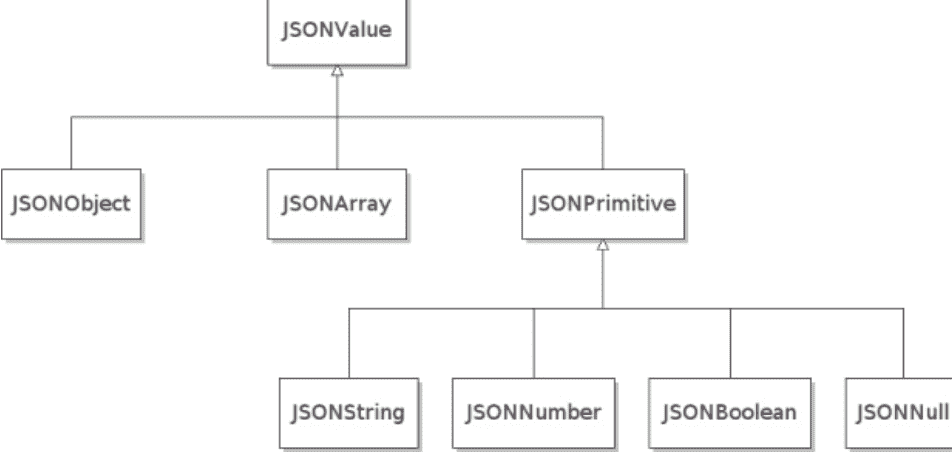 JSONValue
JSONObject
JSONArray
JSONPrimitive
JSONString
JSONNumber
JSONBoolean
JSONNull